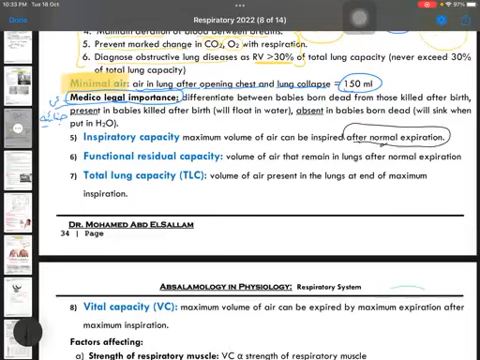 10:33 PM Tue 18 Oct
Respiratory 2022 (8 of 14)
97%
4. Maintain aeration of blood between breaths.
5. Prevent marked change in CO₂, O₂ with respiration.
6. Diagnose obstructive lung diseases as RV >30% of total lung capacity (never exceed 30%
of total lung capacity)
Minimal air: air in lung after opening chest and lung collapse = 150 ml
Medico legal importance: differentiate between babies born dead from those killed after birth,
present in babies killed after birth (will float in water), absent in babies born dead (will sink when
put in H₂O).
5) Inspiratory capacity maximum volume of air can be inspired after normal expiration.
6) Functional residual capacity: volume of air that remain in lungs after normal expiration
7) Total lung capacity (TLC): volume of air present in the lungs at end of maximum
inspiration.
DR. MOHAMED ABD ELSALLAM
34 | Page
ABSALAMOLOGY IN PHYSIOLOGY: Respiratory System
8) Vital capacity (VC): maximum volume of air can be expired by maximum expiration after
maximum inspiration.
Factors affecting:
a) Strength of respiratory muscle: VC α strength of respiratory muscle